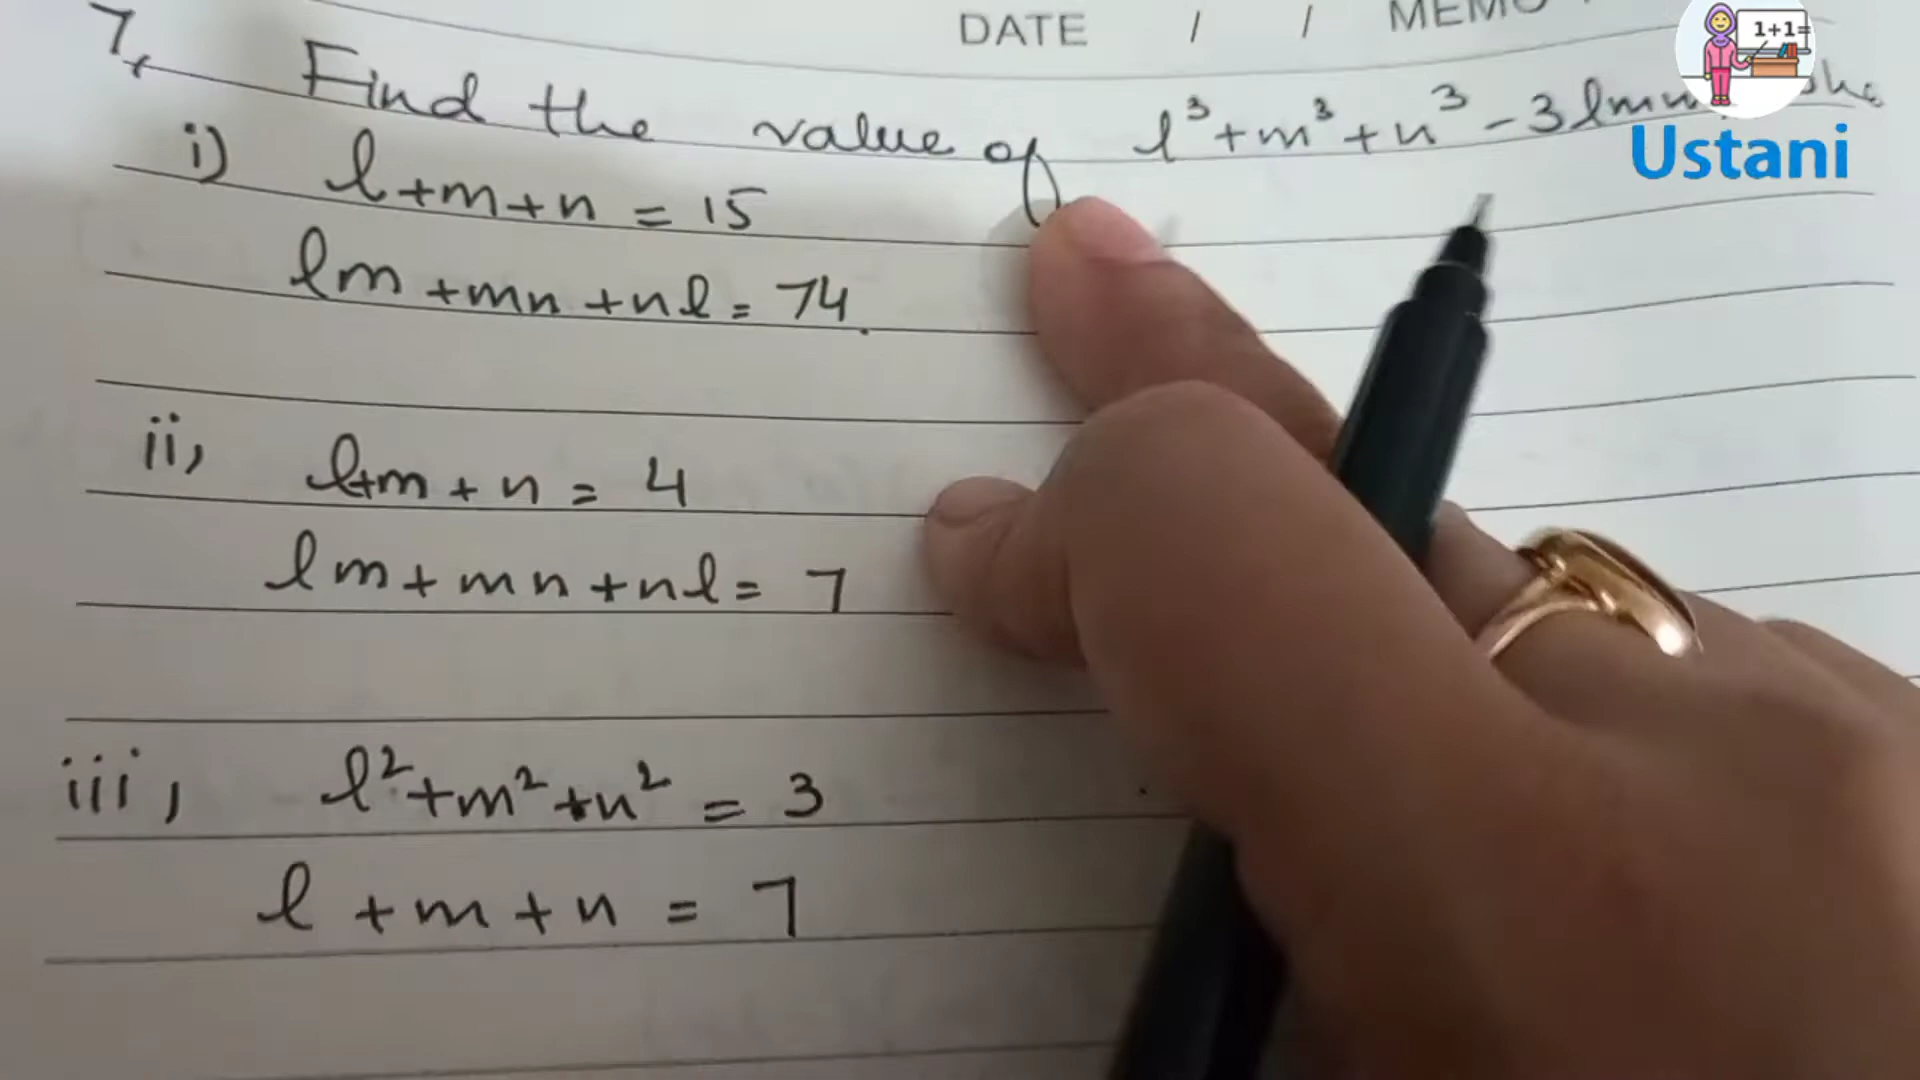 DATE / /
1+1=
Ustani
7, Find the value of l³+m³+n³-3lmn
i) l+m+n=15
lm+mn+nl=74.
ii, l+m+n=4
lm+mn+nl=7
iii, l²+m²+n²=3
l+m+n=7